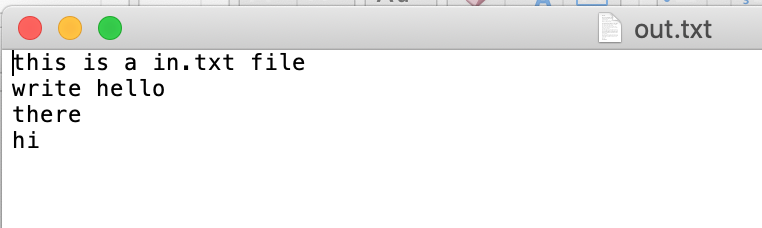 out.txt
this is a in.txt file
write hello
there
hi